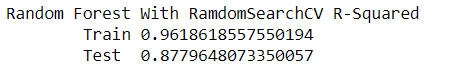 Random Forest With RamdomSearchCV R-Squared
Train 0.9618618557550194
Test 0.8779648073350057